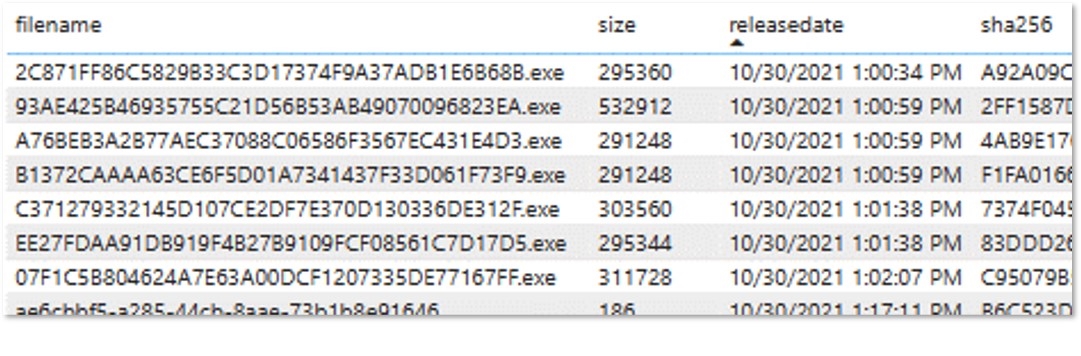 filename size releasedate sha256
2C871FF86C5829B33C3D17374F9A37ADB1E6B68B.exe 295360 10/30/2021 1:00:34 PM A92A09C
93AE425B46935755C21D56B53AB49070096823EA.exe 532912 10/30/2021 1:00:59 PM 2FF1587D
A76BEB3A2B77AEC37088C06586F3567EC431E4D3.exe 291248 10/30/2021 1:00:59 PM 4AB9E17
B1372CAAAA63CE6F5D01A7341437F33D061F73F9.exe 291248 10/30/2021 1:00:59 PM F1FA0166
C371279332145D107CE2DF7E370D130336DE312F.exe 303560 10/30/2021 1:01:38 PM 7374F045
EE27FDAA91DB919F4B27B9109FCF08561C7D17D5.exe 295344 10/30/2021 1:01:38 PM 83DDD26
07F1C5B804624A7E63A00DCF1207335DE77167FF.exe 311728 10/30/2021 1:02:07 PM C95079B
ae6cbbf5-a285-44cb-8aae-73b1b8e91646 186 10/30/2021 1:17:11 PM B6C523D